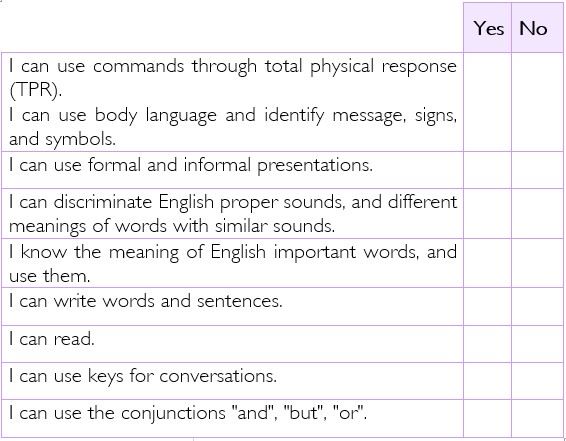 Yes No
I can use commands through total physical response
(TPR).
I can use body language and identify message, signs,
and symbols.
I can use formal and informal presentations.
I can discriminate English proper sounds, and different
meanings of words with similar sounds.
I know the meaning of English important words, and
use them.
I can write words and sentences.
I can read.
I can use keys for conversations.
I can use the conjunctions "and", "but", "or".